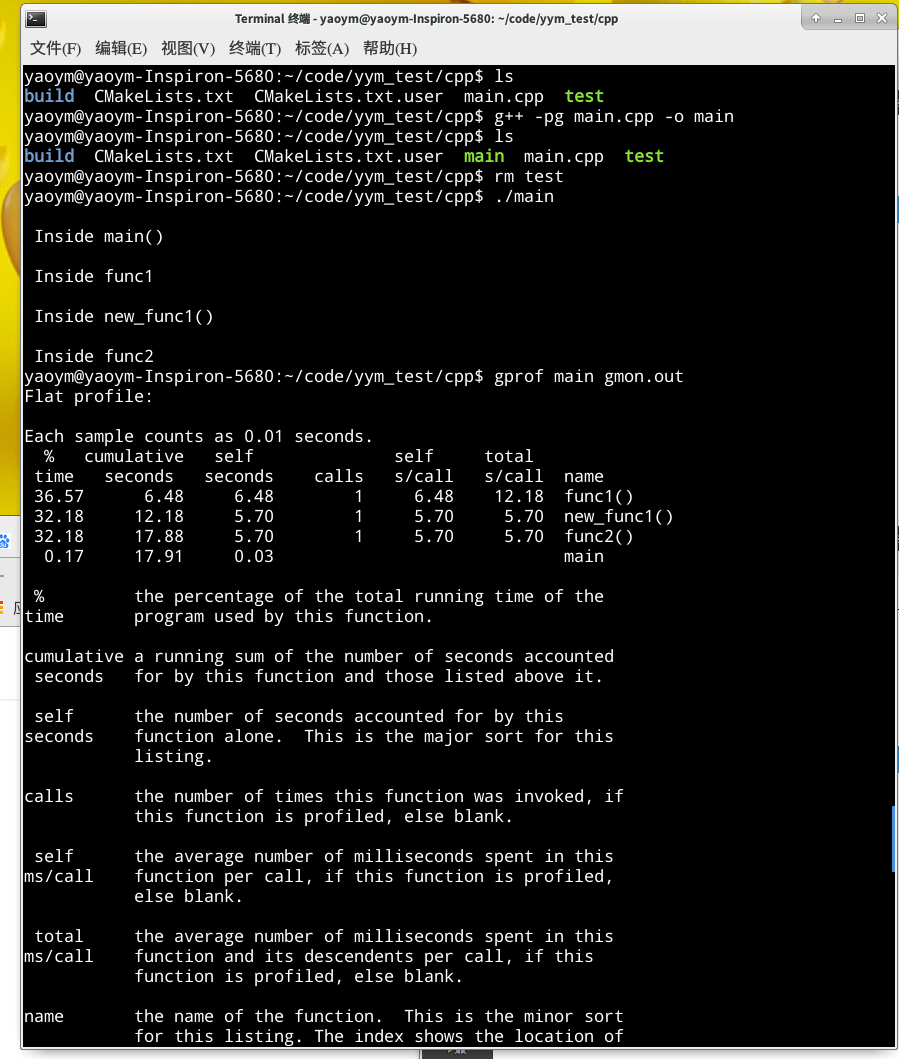 Terminal 终端 - yaoym@yaoym-Inspiron-5680: ~/code/yym_test/cpp
文件(F) 编辑(E) 视图(V) 终端(T) 标签(A) 帮助(H)
yaoym@yaoym-Inspiron-5680:~/code/yym_test/cpp$ ls
build  CMakeLists.txt  CMakeLists.txt.user  main.cpp  test
yaoym@yaoym-Inspiron-5680:~/code/yym_test/cpp$ g++ -pg main.cpp -o main
yaoym@yaoym-Inspiron-5680:~/code/yym_test/cpp$ ls
build  CMakeLists.txt  CMakeLists.txt.user  main  main.cpp  test
yaoym@yaoym-Inspiron-5680:~/code/yym_test/cpp$ rm test
yaoym@yaoym-Inspiron-5680:~/code/yym_test/cpp$ ./main
 Inside main()
 Inside func1
 Inside new_func1()
 Inside func2
yaoym@yaoym-Inspiron-5680:~/code/yym_test/cpp$ gprof main gmon.out
Flat profile:
Each sample counts as 0.01 seconds.
  %   cumulative   self              self     total
 time   seconds   seconds    calls   s/call   s/call  name
 36.57      6.48     6.48        1     6.48    12.18  func1()
 32.18     12.18     5.70        1     5.70     5.70  new_func1()
 32.18     17.88     5.70        1     5.70     5.70  func2()
  0.17     17.91     0.03                             main
 %         the percentage of the total running time of the
time       program used by this function.
cumulative a running sum of the number of seconds accounted
 seconds   for by this function and those listed above it.
 self      the number of seconds accounted for by this
seconds    function alone.  This is the major sort for this
           listing.
calls      the number of times this function was invoked, if
           this function is profiled, else blank.
 self      the average number of milliseconds spent in this
ms/call    function per call, if this function is profiled,
           else blank.
 total     the average number of milliseconds spent in this
ms/call    function and its descendents per call, if this
           function is profiled, else blank.
name       the name of the function.  This is the minor sort
           for this listing. The index shows the location of